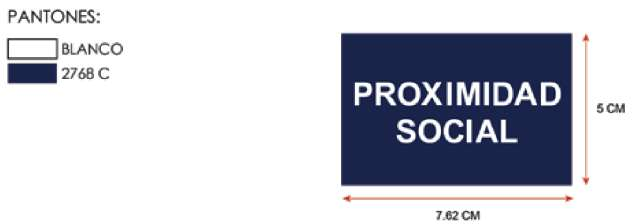 PANTONES:
BLANCO
2768 C
PROXIMIDAD
SOCIAL
5 CM
7.62 CM